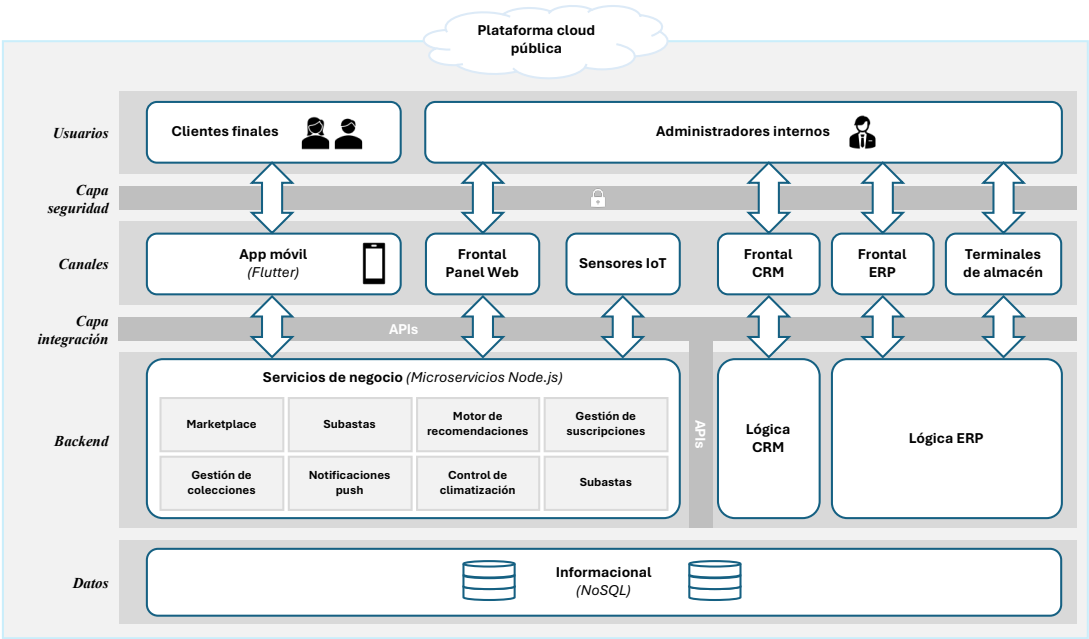 Plataforma cloud
pública
Usuarios
Clientes finales
Administradores internos
Capa
seguridad
Canales
App móvil
(Flutter)
Frontal
Panel Web
Sensores IoT
Frontal
CRM
Frontal
ERP
Terminales
de almacén
Capa
integración
APIs
Backend
Servicios de negocio (Microservicios Node.js)
Marketplace
Subastas
Motor de
recomendaciones
Gestión de
suscripciones
Gestión de
colecciones
Notificaciones
push
Control de
climatización
Subastas
APIs
Lógica
CRM
Lógica ERP
Datos
Informacional
(NoSQL)